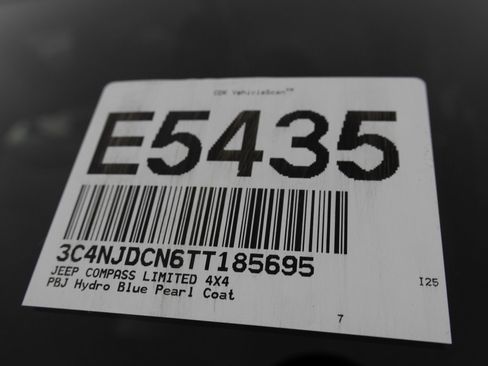 CDK VehicleScan™
E5435
3C4NJDCN6TT185695
JEEP COMPASS LIMITED 4X4
PBJ Hydro Blue Pearl Coat
I25
7